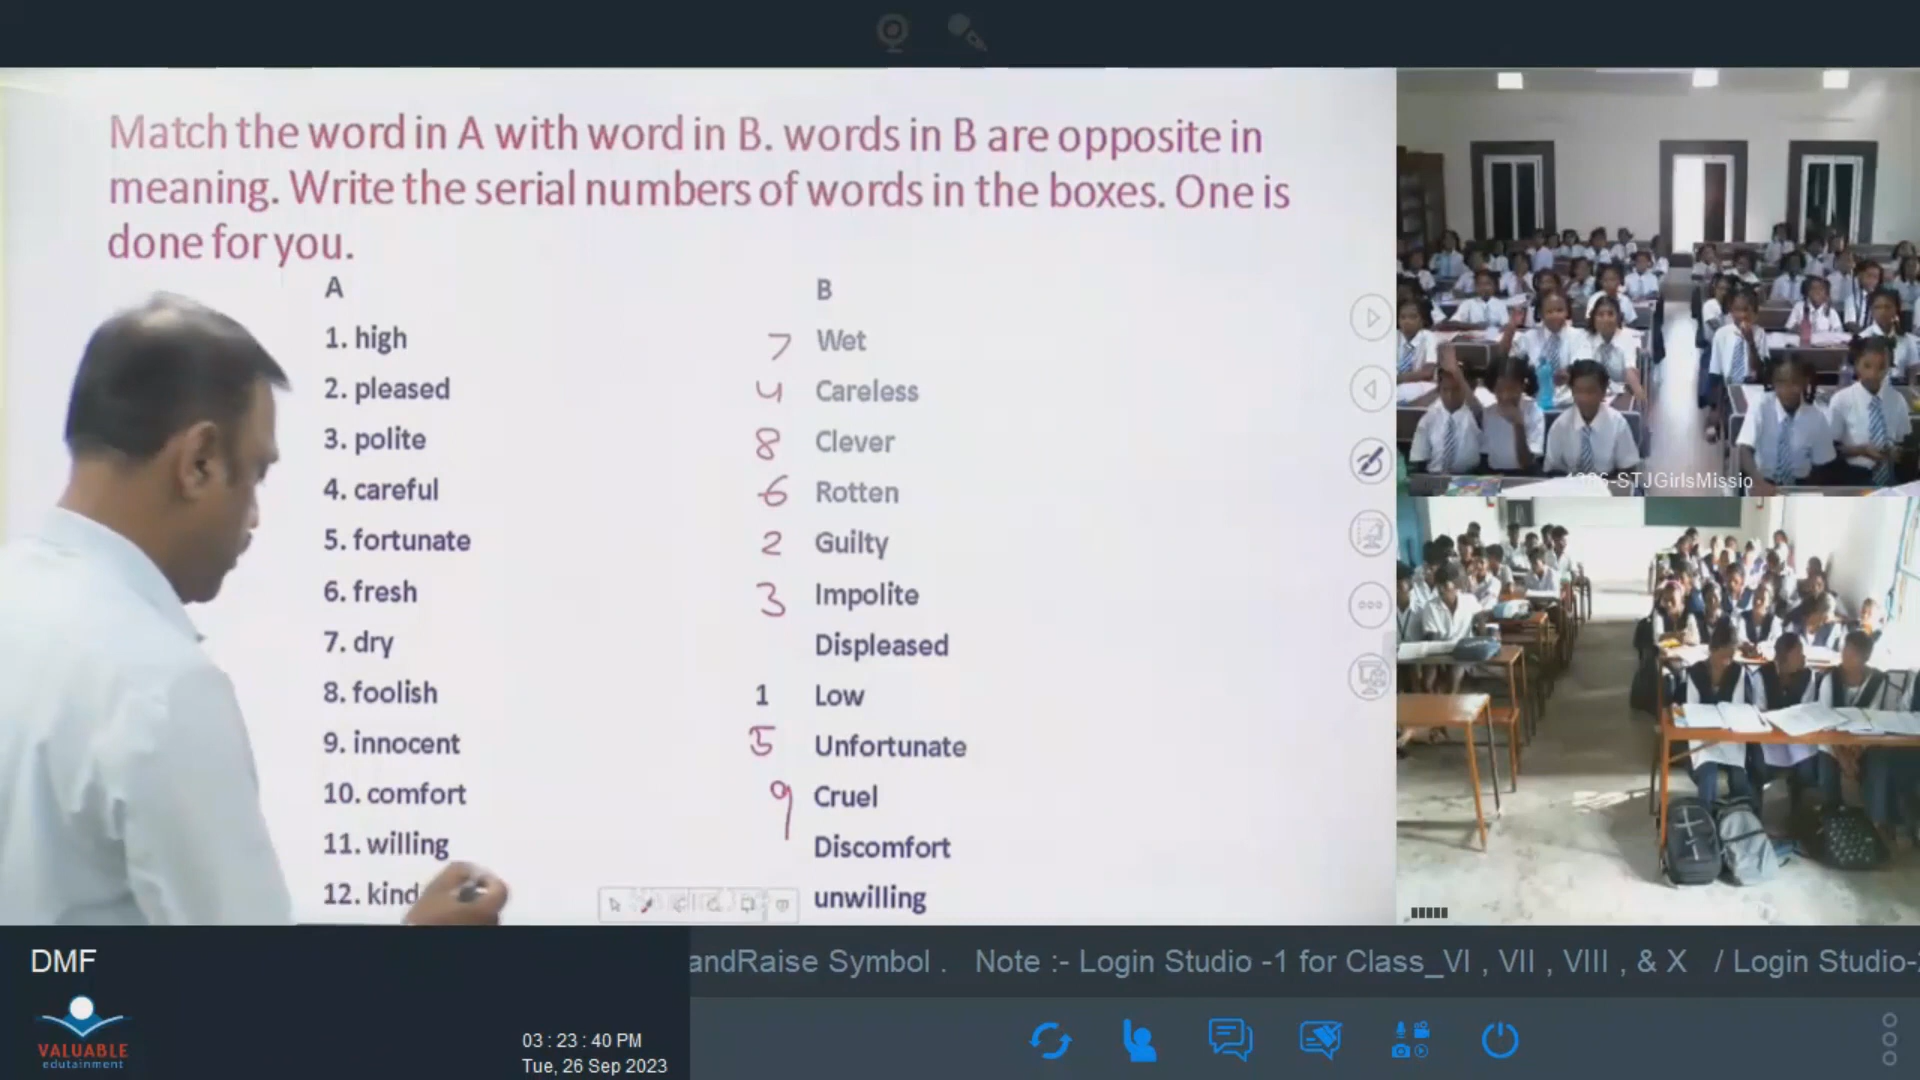 Match the word in A with word in B. words in B are opposite in
meaning. Write the serial numbers of words in the boxes. One is
done for you.
A B
1. high 7 Wet
2. pleased 4 Careless
3. polite 8 Clever
4. careful 6 Rotten
5. fortunate 2 Guilty
6. fresh 3 Impolite
7. dry Displeased
8. foolish 1 Low
9. innocent 5 Unfortunate
10. comfort 9 Cruel
11. willing Discomfort
12. kind unwilling
-STJGirlsMissio
DMF
andRaise Symbol . Note :- Login Studio -1 for Class_VI , VII , VIII , & X / Login Studio-
VALUABLE
edutainment
03 : 23 : 40 PM
Tue, 26 Sep 2023